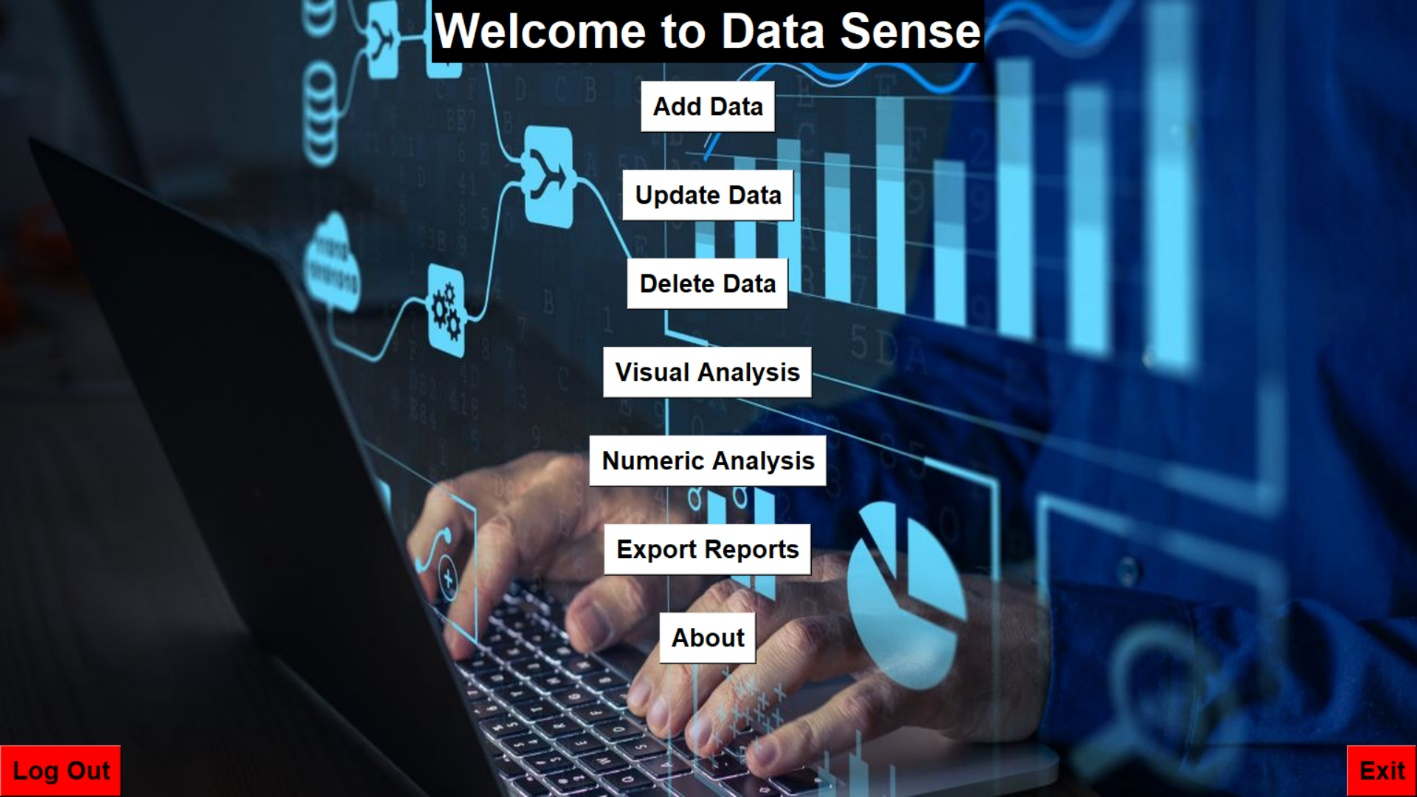 Welcome to Data Sense
Add Data
Update Data
Delete Data
Visual Analysis
Numeric Analysis
Export Reports
About
Log Out
Exit